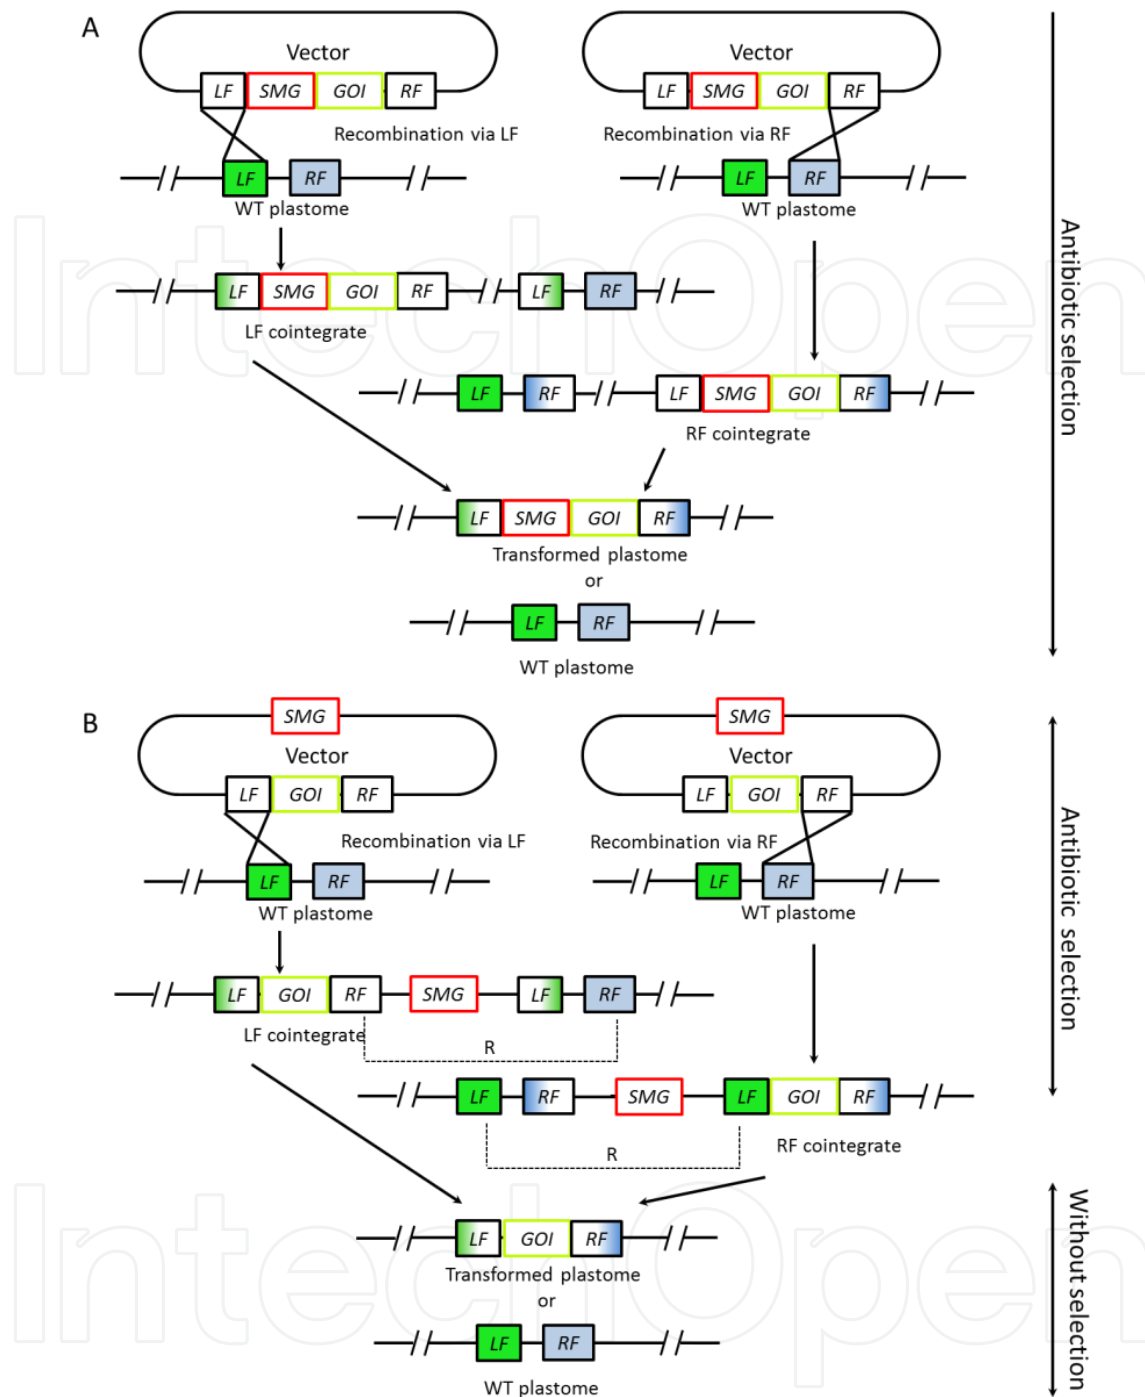 A
Vector
Vector
LF SMG GOI RF
LF SMG GOI RF
Recombination via LF
Recombination via RF
LF RF
LF RF
WT plastome
WT plastome
LF SMG GOI RF LF RF
LF cointegrate
LF RF LF SMG GOI RF
RF cointegrate
LF SMG GOI RF
Transformed plastome
or
LF RF
WT plastome
Antibiotic selection
B
SMG
SMG
Vector
Vector
LF GOI RF
LF GOI RF
Recombination via LF
Recombination via RF
LF RF
LF RF
WT plastome
WT plastome
LF GOI RF SMG LF RF
LF cointegrate
R
LF RF SMG LF GOI RF
R
RF cointegrate
LF GOI RF
Transformed plastome
or
LF RF
WT plastome
Antibiotic selection
Without selection
IntechOpen
IntechOpen